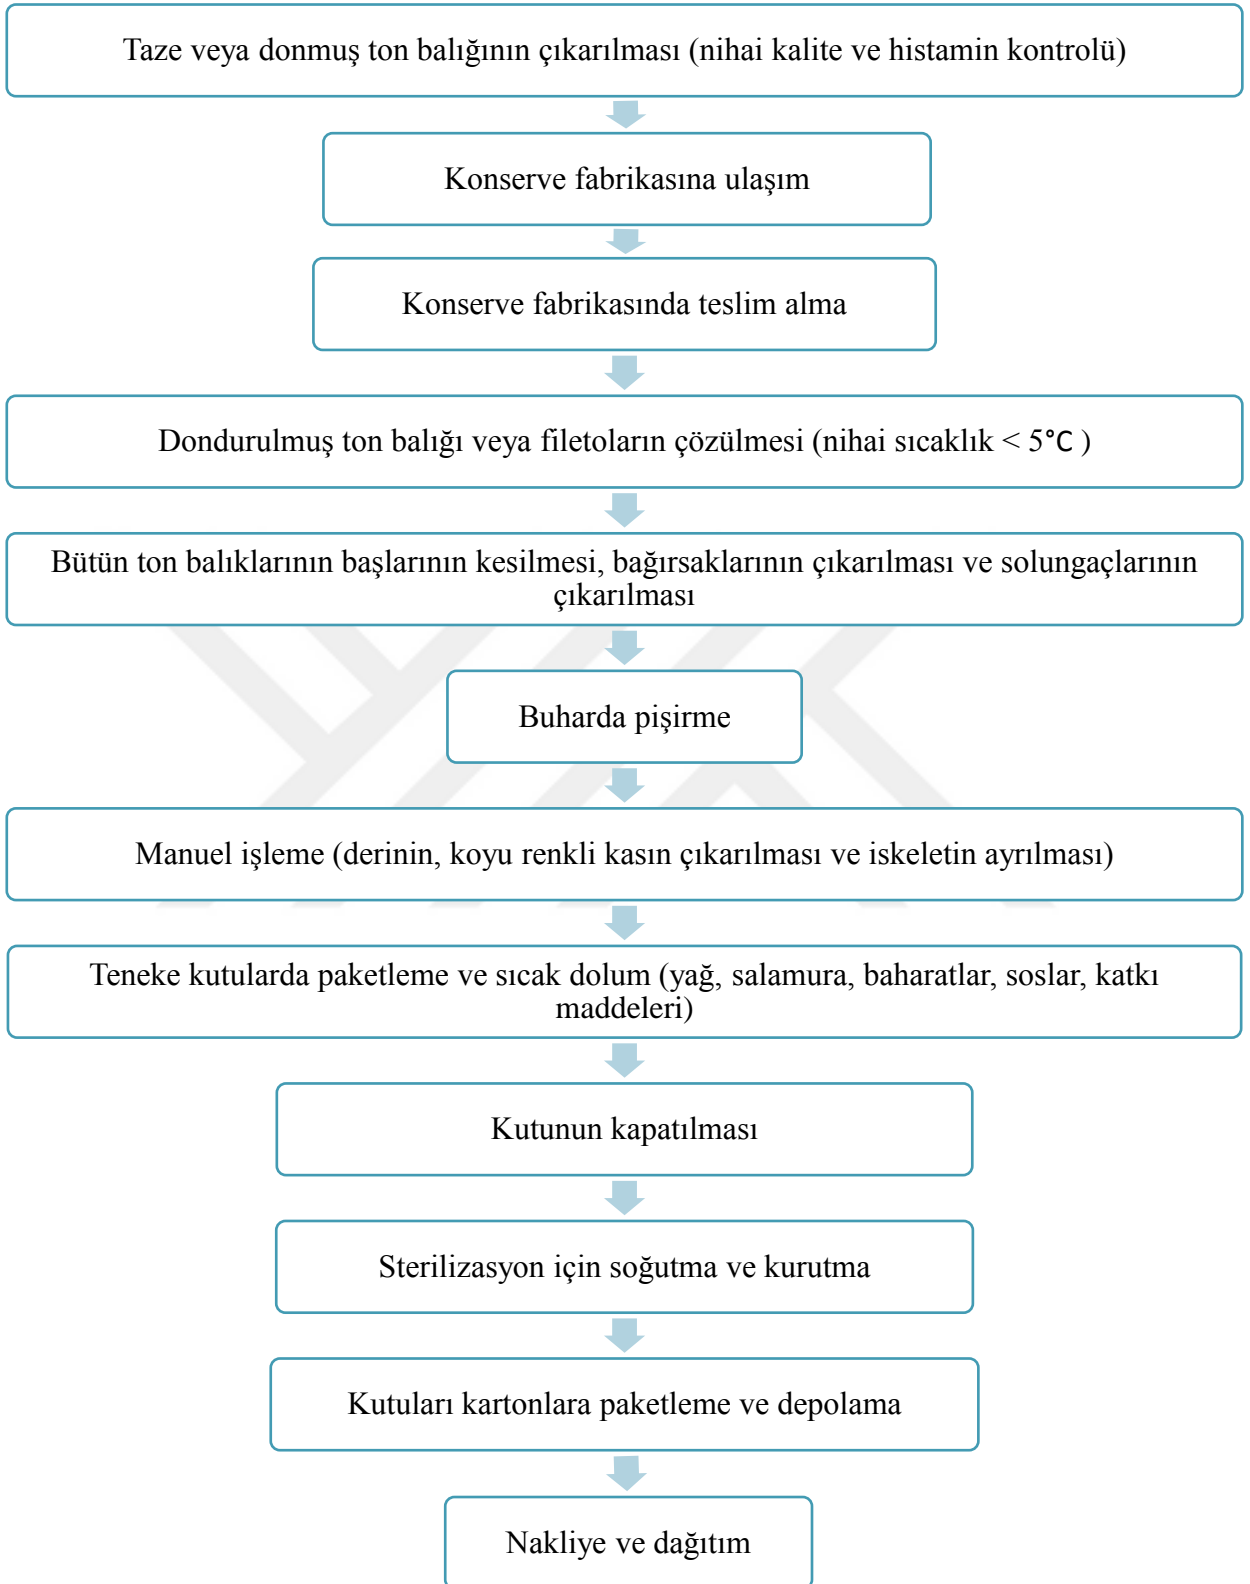 Taze veya donmuş ton balığının çıkarılması (nihai kalite ve histamin kontrolü)
Konserve fabrikasına ulaşım
Konserve fabrikasında teslim alma
Dondurulmuş ton balığı veya filetoların çözülmesi (nihai sıcaklık < 5°C )
Bütün ton balıklarının başlarının kesilmesi, bağırsaklarının çıkarılması ve solungaçlarının
çıkarılması
Buharda pişirme
Manuel işleme (derinin, koyu renkli kasın çıkarılması ve iskeletin ayrılması)
Teneke kutularda paketleme ve sıcak dolum (yağ, salamura, baharatlar, soslar, katkı
maddeleri)
Kutunun kapatılması
Sterilizasyon için soğutma ve kurutma
Kutuları kartonlara paketleme ve depolama
Nakliye ve dağıtım